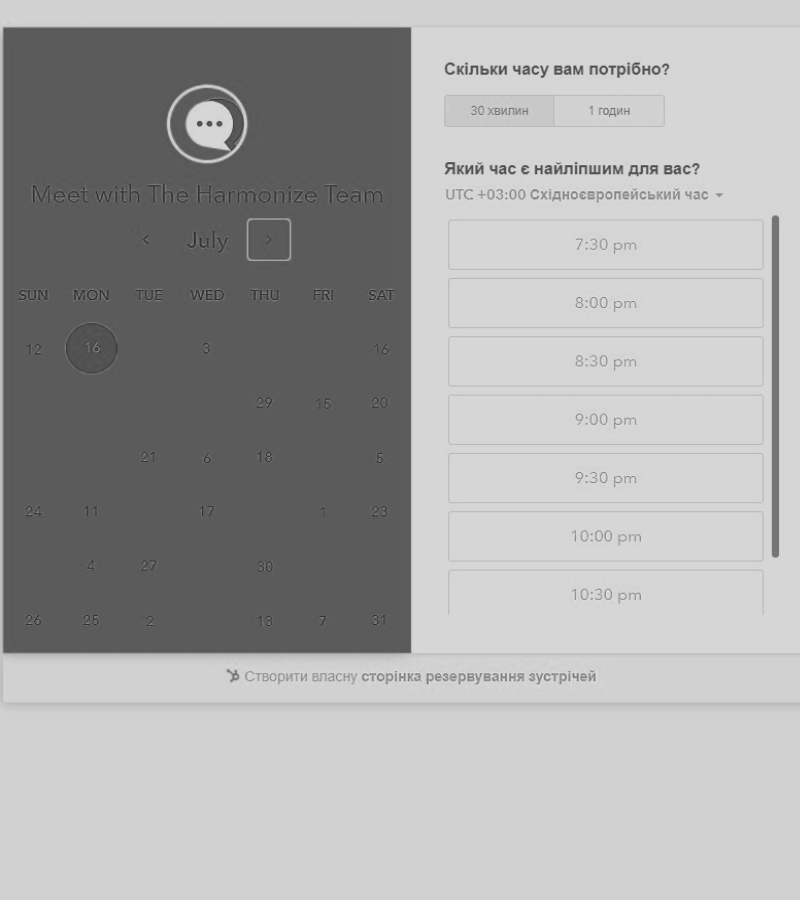 Meet with The Harmonize Team
July
SUN MON TUE WED THU FRI SAT
12 16 3 16
29 15 20
21 6 18 5
24 11 17 1 23
4 27 30
26 25 2 13 7 31
Скільки часу вам потрібно?
30 хвилин 1 годин
Який час є найліпшим для вас?
UTC +03:00 Східноєвропейський час
7:30 pm
8:00 pm
8:30 pm
9:00 pm
9:30 pm
10:00 pm
10:30 pm
Створити власну сторінка резервування зустрічей